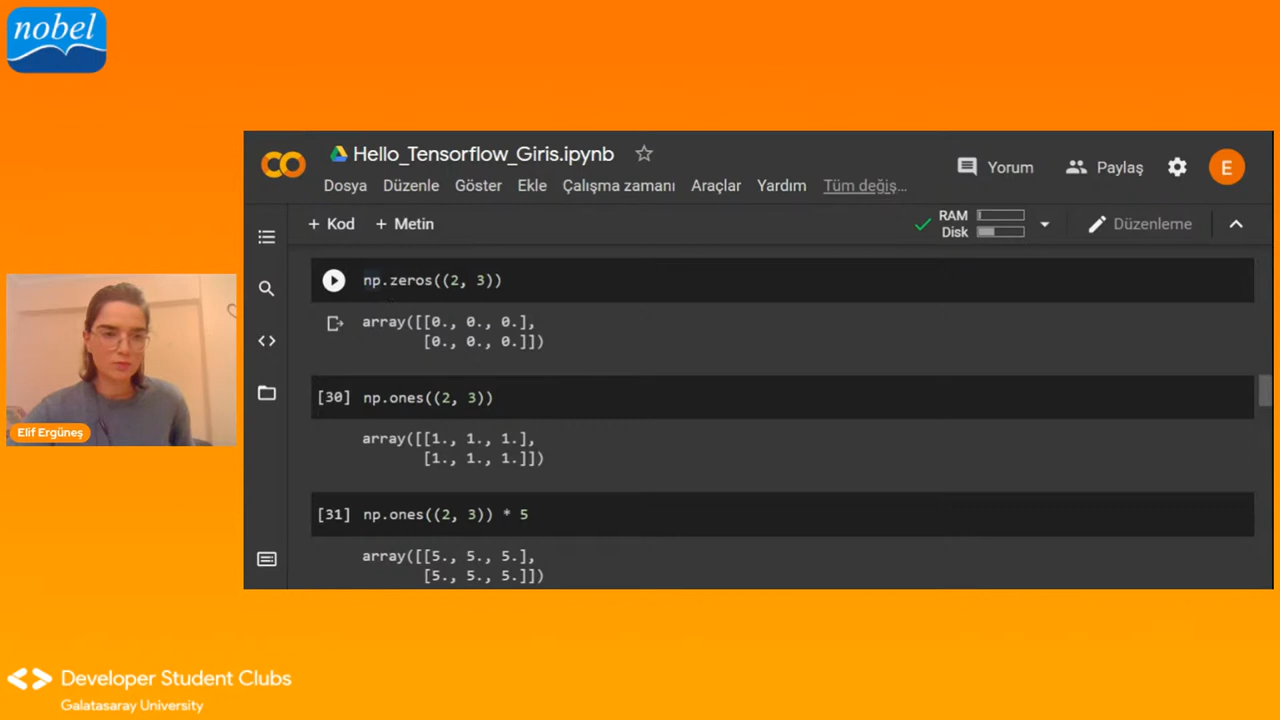 nobel
Hello_Tensorflow_Giris.ipynb
Yorum
Paylaş
E
Dosya Düzenle Göster Ekle Çalışma zamanı Araçlar Yardım Tüm değiş...
+ Kod + Metin
RAM
Disk
Düzenleme
np.zeros((2, 3))
array([[0., 0., 0.],
[0., 0., 0.]])
[30] np.ones((2, 3))
array([[1., 1., 1.],
[1., 1., 1.]])
[31] np.ones((2, 3)) * 5
array([[5., 5., 5.],
[5., 5., 5.]])
Elif Ergüneş
Developer Student Clubs
Galatasaray University